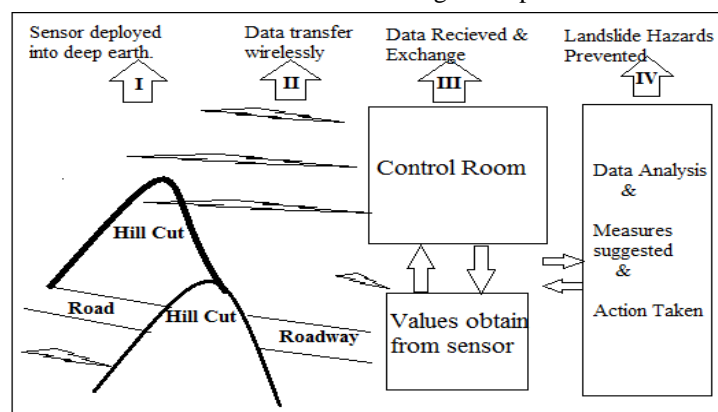 Sensor deployed
into deep earth.
Data transfer
wirelessly
Data Recieved &
Exchange
Landslide Hazards
Prevented
I
II
III
IV
Control Room
Data Analysis
&
Measures
suggested
&
Action Taken
Hill Cut
Road
Hill Cut
Roadway
Values obtain
from sensor